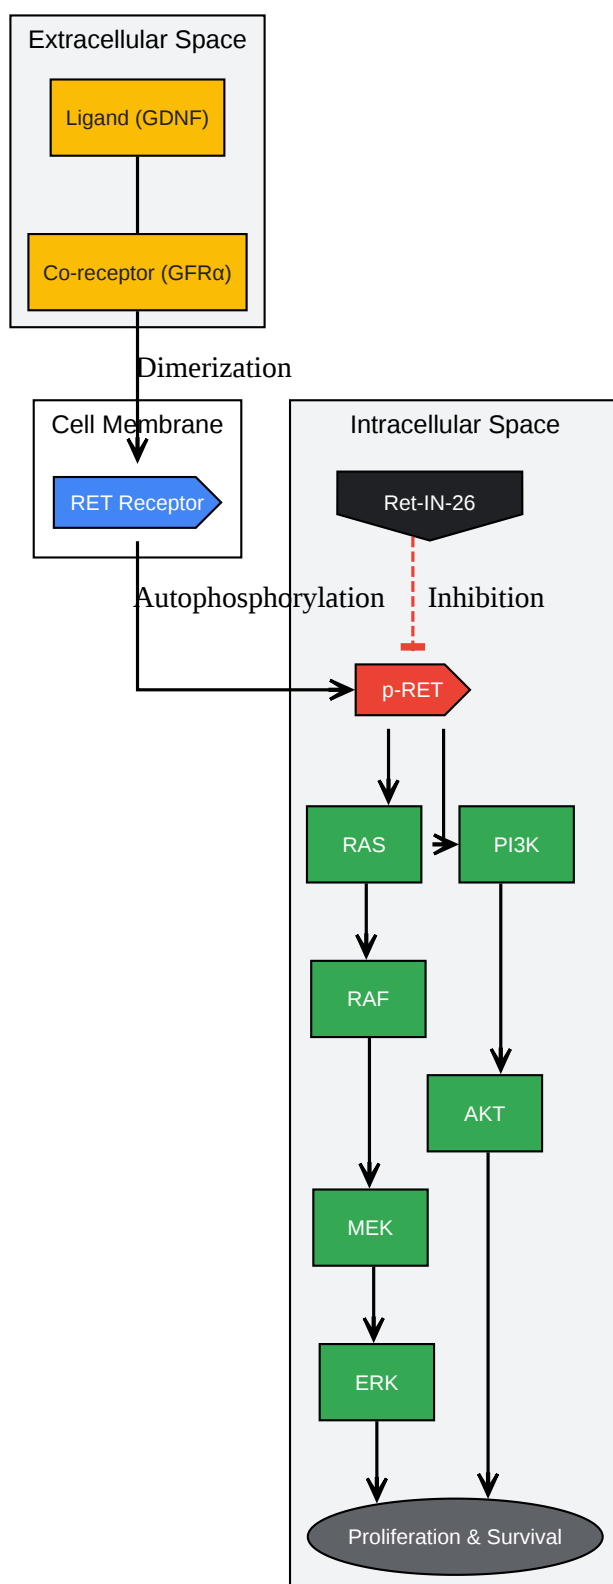 Extracellular Space
Ligand (GDNF)
Co-receptor (GFRα)
Dimerization
Cell Membrane
RET Receptor
Intracellular Space
Ret-IN-26
Autophosphorylation
Inhibition
p-RET
RAS
PI3K
RAF
AKT
MEK
ERK
Proliferation & Survival